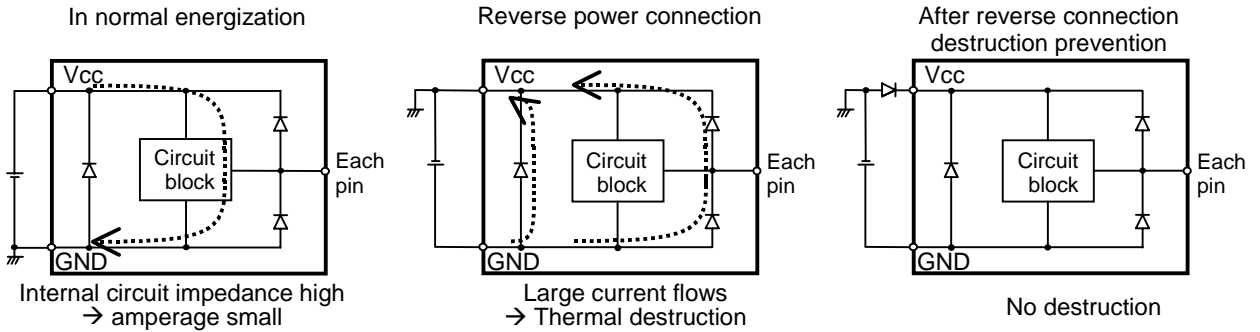 In normal energization
Vcc
Circuit
block
Each
pin
GND
Internal circuit impedance high
→ amperage small
Reverse power connection
Vcc
Circuit
block
Each
pin
GND
Large current flows
→ Thermal destruction
After reverse connection
destruction prevention
Vcc
Circuit
block
Each
pin
GND
No destruction